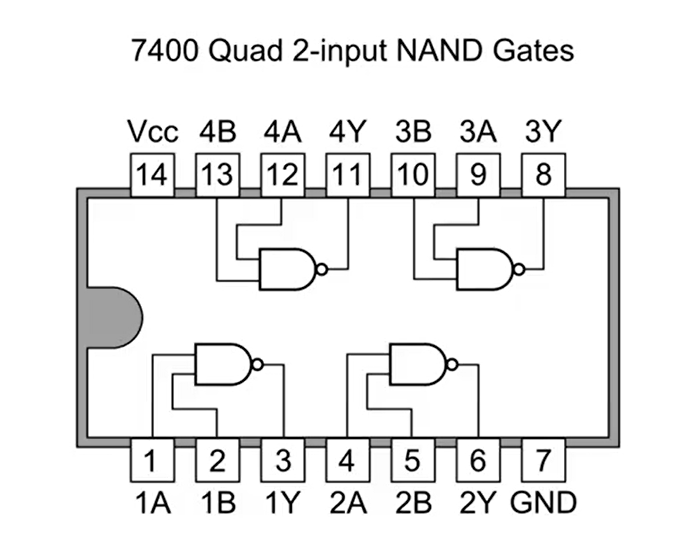 7400 Quad 2-input NAND Gates
Vcc 4B 4A 4Y 3B 3A 3Y
14 13 12 11 10 9 8
1 2 3 4 5 6 7
1A 1B 1Y 2A 2B 2Y GND